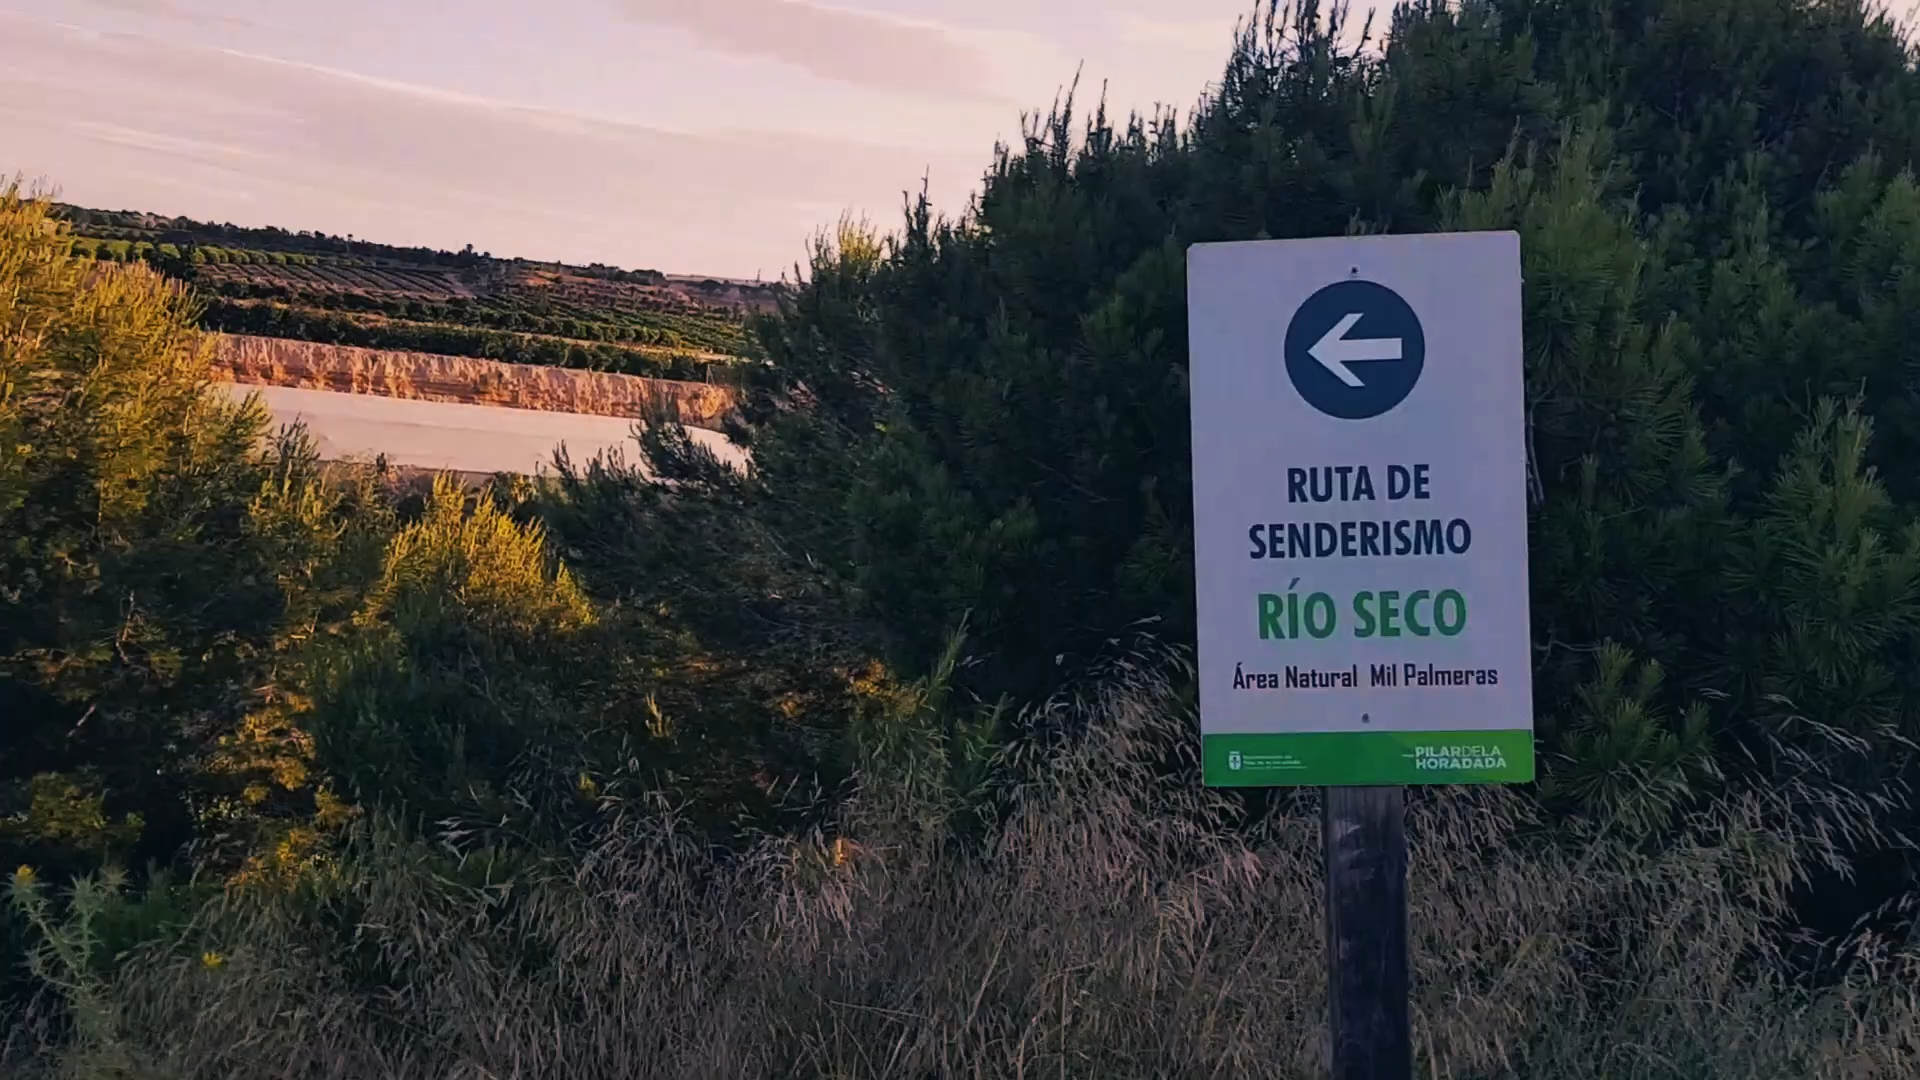 RUTA DE
SENDERISMO
RÍO SECO
Área Natural Mil Palmeras
PILARDELA
HORADADA